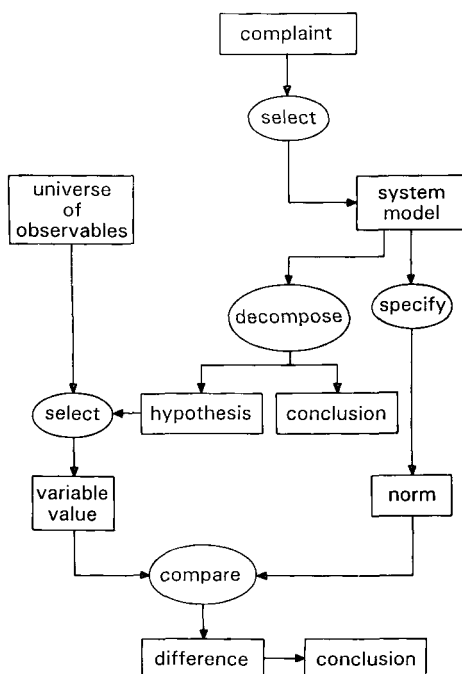 complaint
select
universe
of
observables
system
model
decompose
specify
select
hypothesis
conclusion
variable
value
norm
compare
difference
conclusion